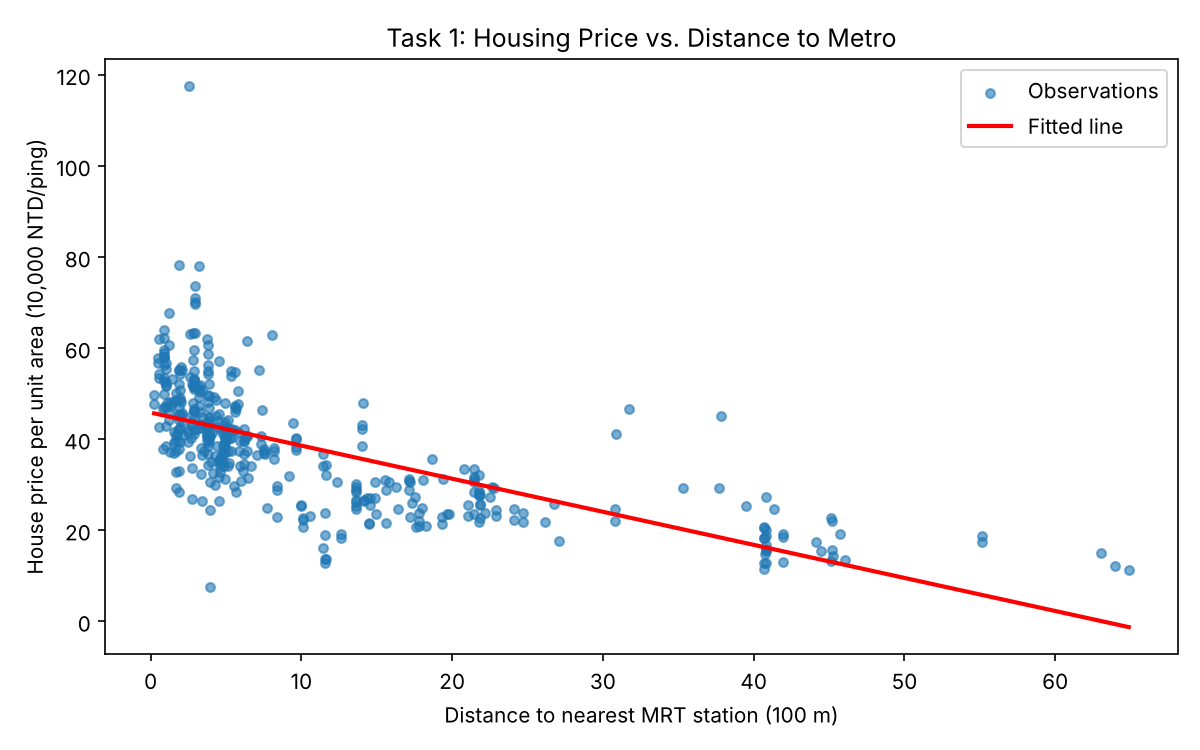 Task 1: Housing Price vs. Distance to Metro
House price per unit area (10,000 NTD/ping)
120
100
80
60
40
20
0
Observations
Fitted line
0 10 20 30 40 50 60
Distance to nearest MRT station (100 m)